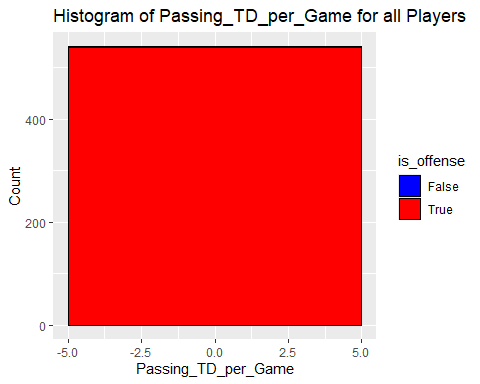 Histogram of Passing_TD_per_Game for all Players
400
200
0
Count
-5.0 -2.5 0.0 2.5 5.0
Passing_TD_per_Game
is_offense
False
True